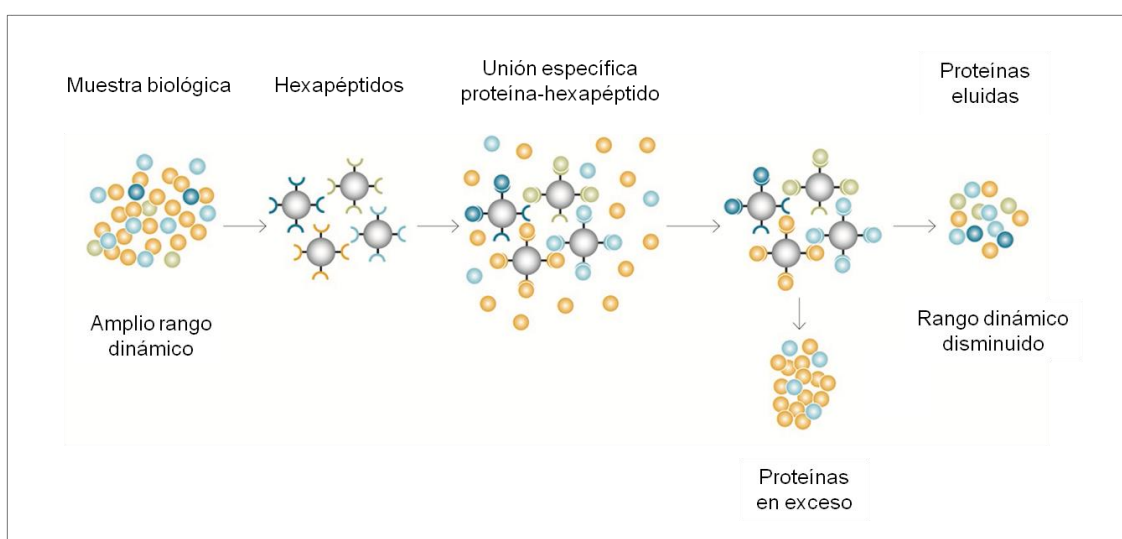 Muestra biológica
Hexapéptidos
Unión específica
proteína-hexapéptido
Proteínas
eluidas
Amplio rango
dinámico
Rango dinámico
disminuido
Proteínas
en exceso